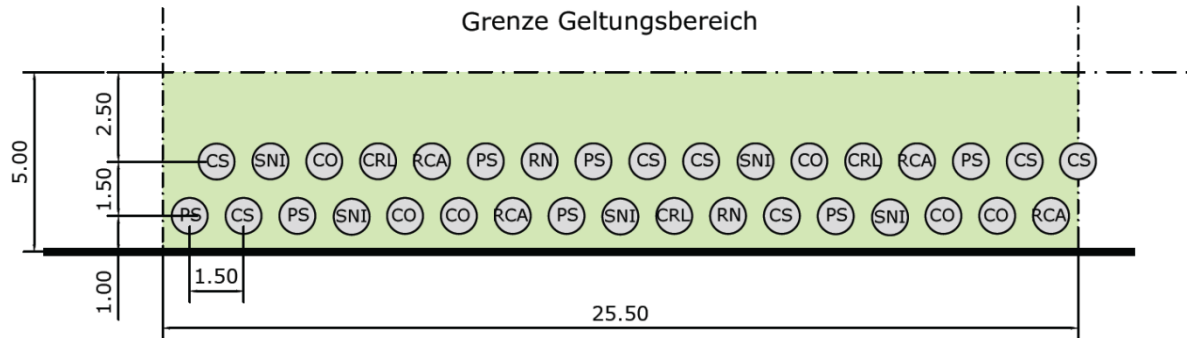 Grenze Geltungsbereich
5.00
2.50
1.50
1.00
CS SNI CO CRL RCA PS RN PS CS CS SNI CO CRL RCA PS CS CS
PS CS PS SNI CO CO RCA PS SNI CRL RN CS PS SNI CO CO RCA
1.50
25.50